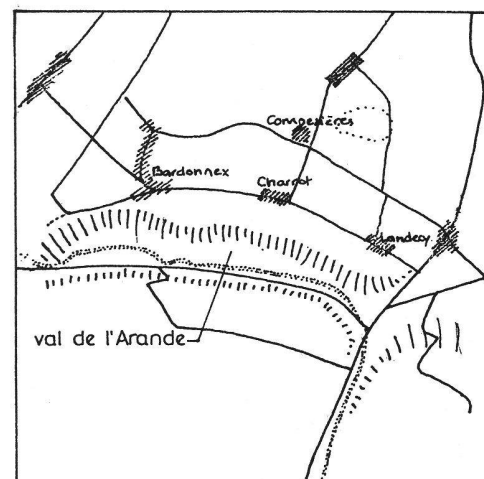 Compesières
Bardonnex
Charrot
Landecy
val de l'Arande